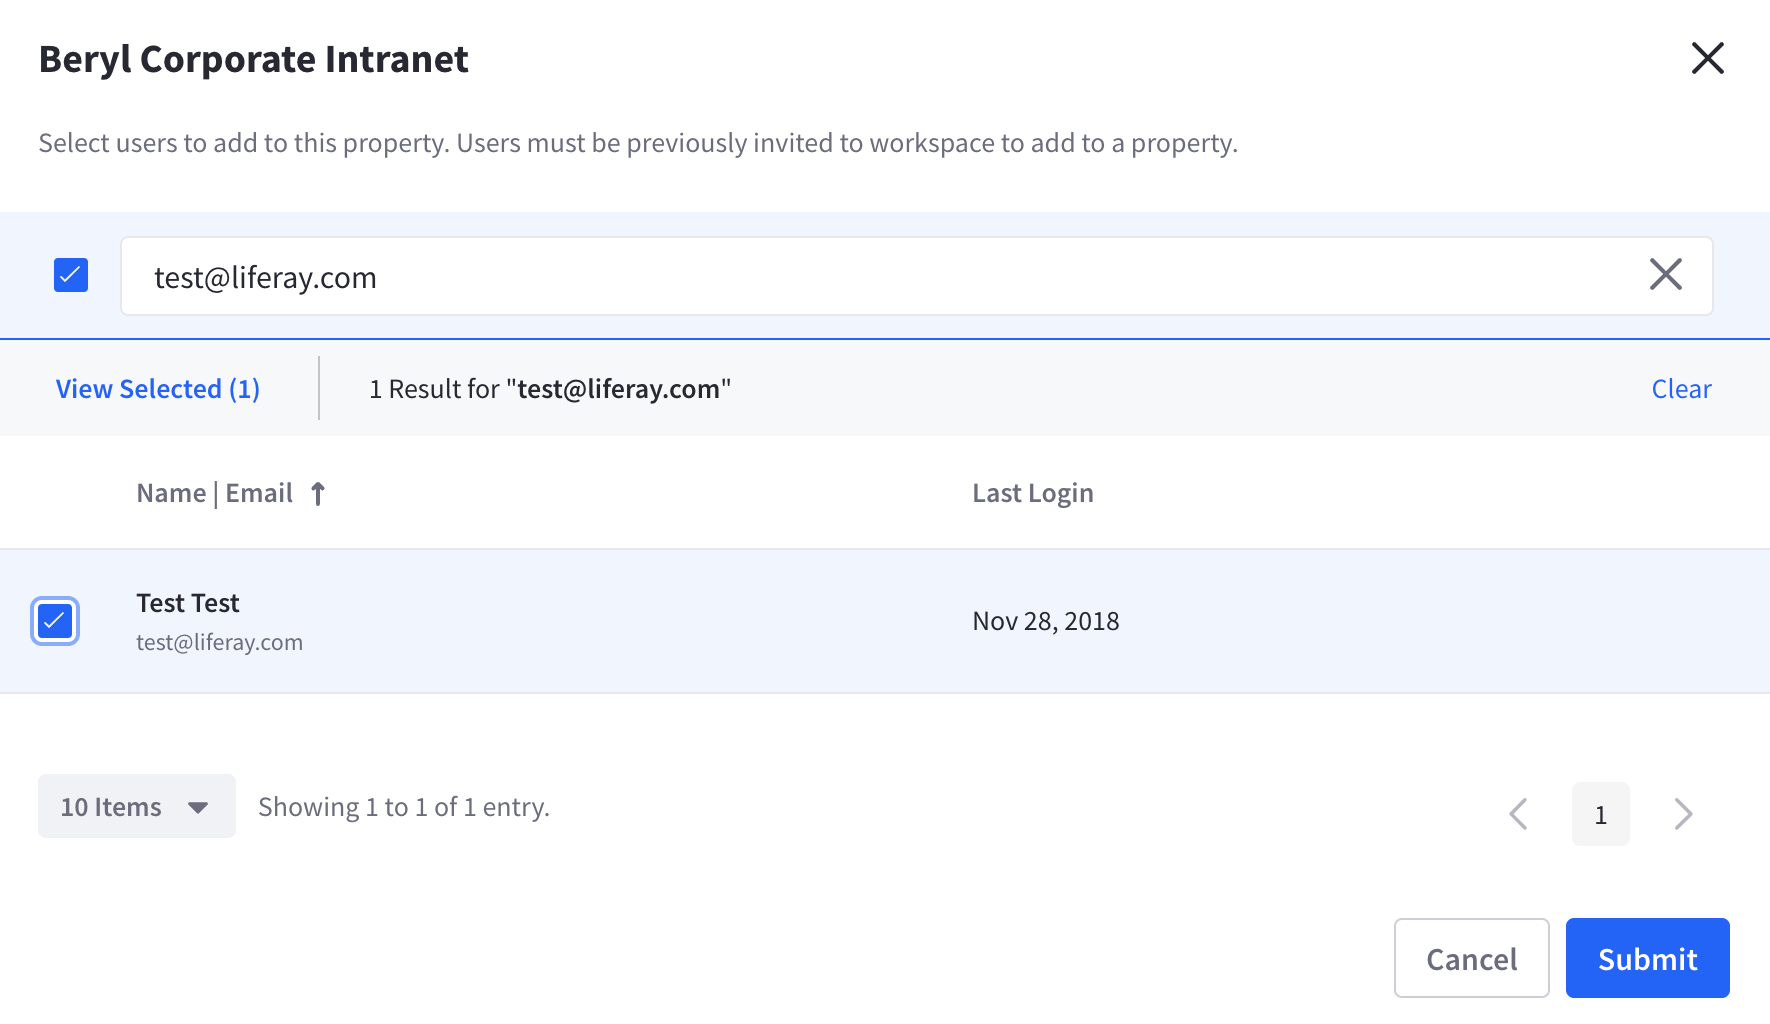 Beryl Corporate Intranet
Select users to add to this property. Users must be previously invited to workspace to add to a property.
test@liferay.com
View Selected (1)
1 Result for "test@liferay.com"
Clear
Name | Email
Last Login
Test Test
test@liferay.com
Nov 28, 2018
10 Items
Showing 1 to 1 of 1 entry.
1
Cancel
Submit